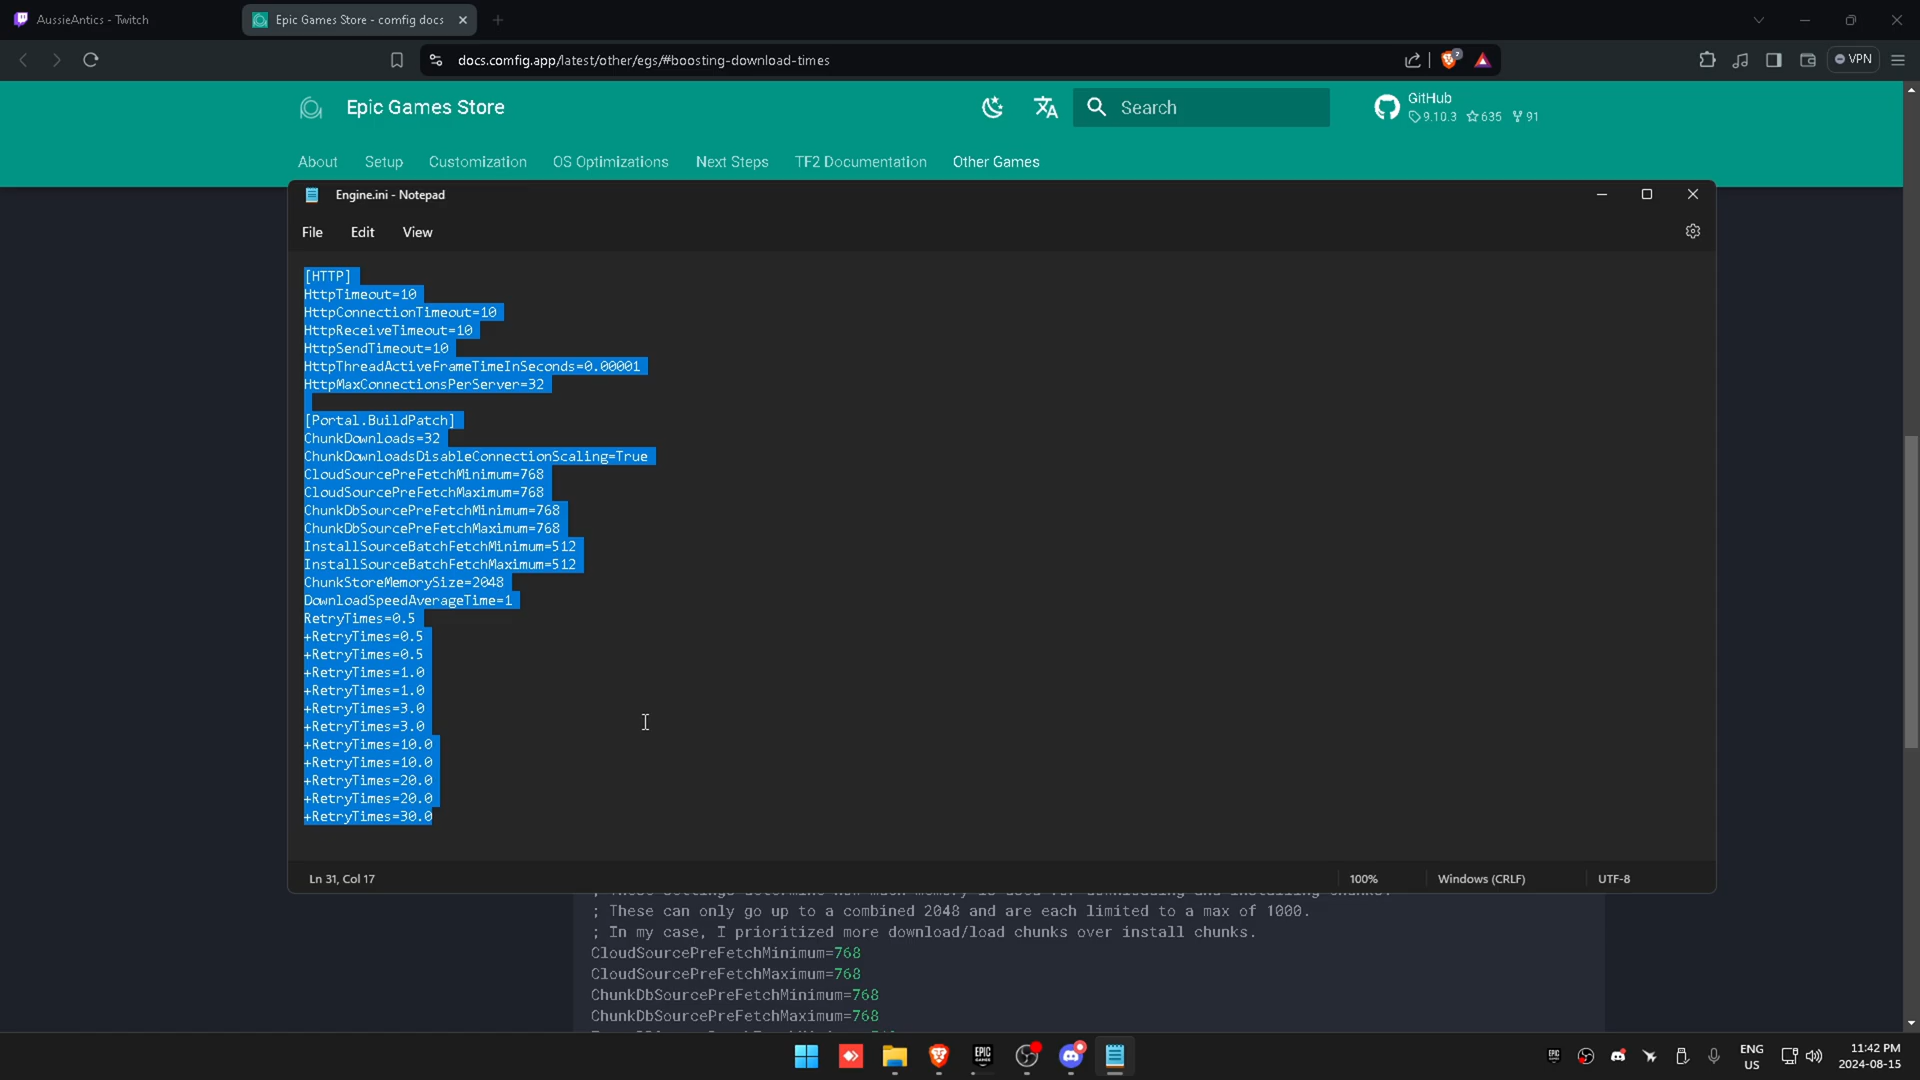 AussieAntics - Twitch
Epic Games Store - comfig docs
docs.comfig.app/latest/other/egs/#boosting-download-times
7
VPN
Epic Games Store
Search
GitHub
9.10.3 635 91
About Setup Customization OS Optimizations Next Steps TF2 Documentation Other Games
Engine.ini - Notepad
File Edit View
[HTTP]
HttpTimeout=10
HttpConnectionTimeout=10
HttpReceiveTimeout=10
HttpSendTimeout=10
HttpThreadActiveFrameTimeInSeconds=0.00001
HttpMaxConnectionsPerServer=32
[Portal.BuildPatch]
ChunkDownloads=32
ChunkDownloadsDisableConnectionScaling=True
CloudSourcePreFetchMinimum=768
CloudSourcePreFetchMaximum=768
ChunkDbSourcePreFetchMinimum=768
ChunkDbSourcePreFetchMaximum=768
InstallSourceBatchFetchMinimum=512
InstallSourceBatchFetchMaximum=512
ChunkStoreMemorySize=2048
DownloadSpeedAverageTime=1
RetryTimes=0.5
+RetryTimes=0.5
+RetryTimes=0.5
+RetryTimes=1.0
+RetryTimes=1.0
+RetryTimes=3.0
+RetryTimes=3.0
+RetryTimes=10.0
+RetryTimes=10.0
+RetryTimes=20.0
+RetryTimes=20.0
+RetryTimes=30.0
Ln 31, Col 17
100%
Windows (CRLF)
UTF-8
; These can only go up to a combined 2048 and are each limited to a max of 1000.
; In my case, I prioritized more download/load chunks over install chunks.
CloudSourcePreFetchMinimum=768
CloudSourcePreFetchMaximum=768
ChunkDbSourcePreFetchMinimum=768
ChunkDbSourcePreFetchMaximum=768
EPIC GAMES
ENG
US
11:42 PM
2024-08-15